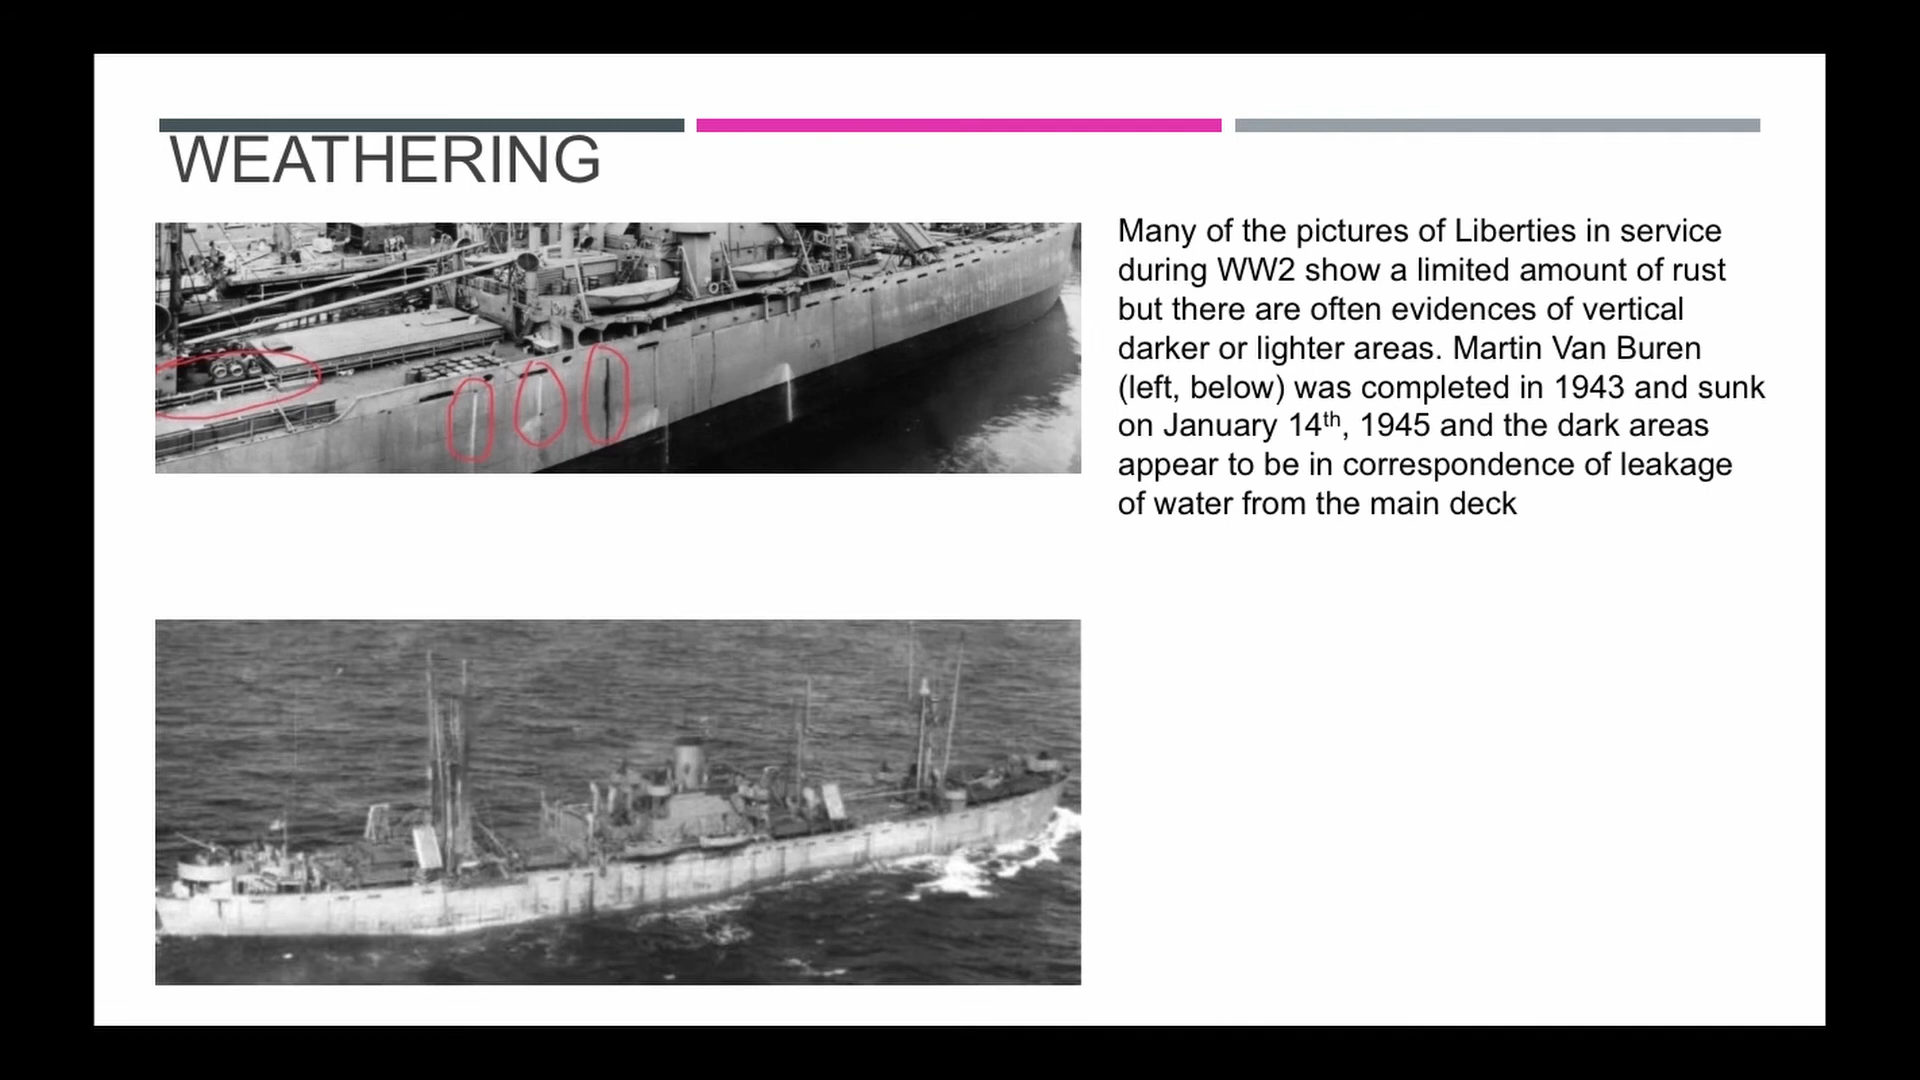 WEATHERING
Many of the pictures of Liberties in service
during WW2 show a limited amount of rust
but there are often evidences of vertical
darker or lighter areas. Martin Van Buren
(left, below) was completed in 1943 and sunk
on January 14th, 1945 and the dark areas
appear to be in correspondence of leakage
of water from the main deck